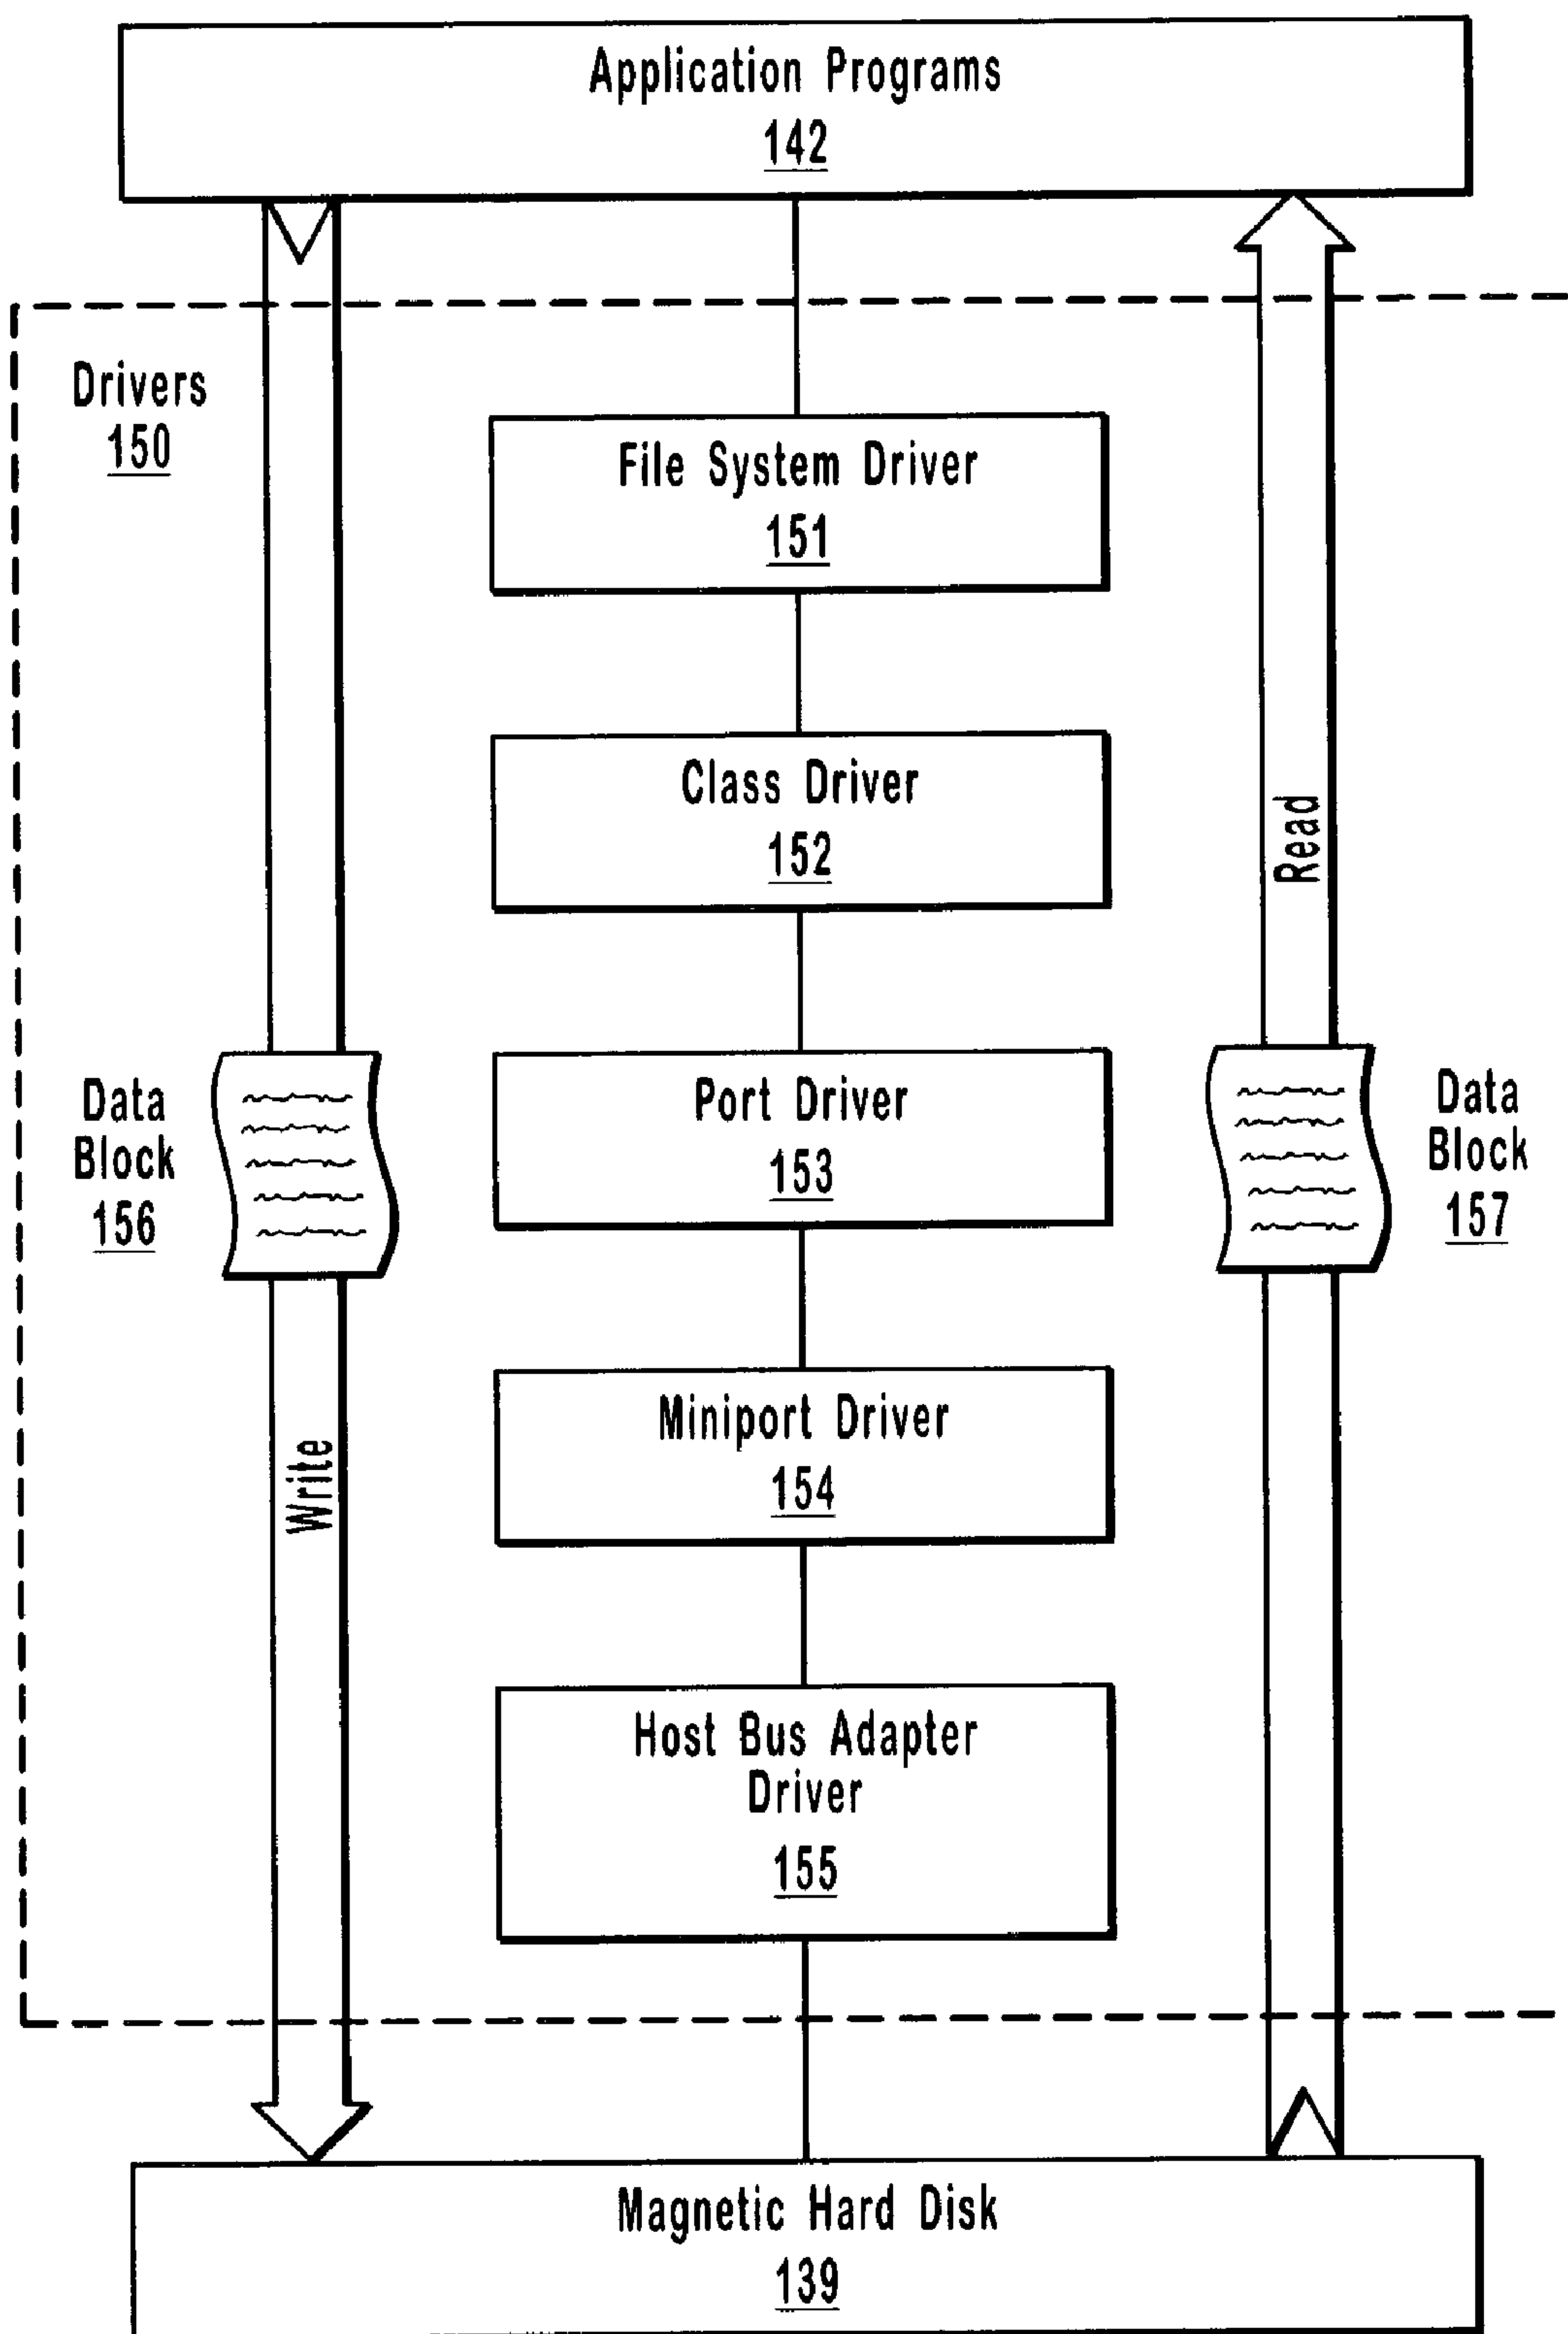 Application Programs
142
Drivers
150
File System Driver
151
Class Driver
152
Read
Data
Block
156
Port Driver
153
Data
Block
157
Miniport Driver
154
Write
Host Bus Adapter
Driver
155
Magnetic Hard Disk
139